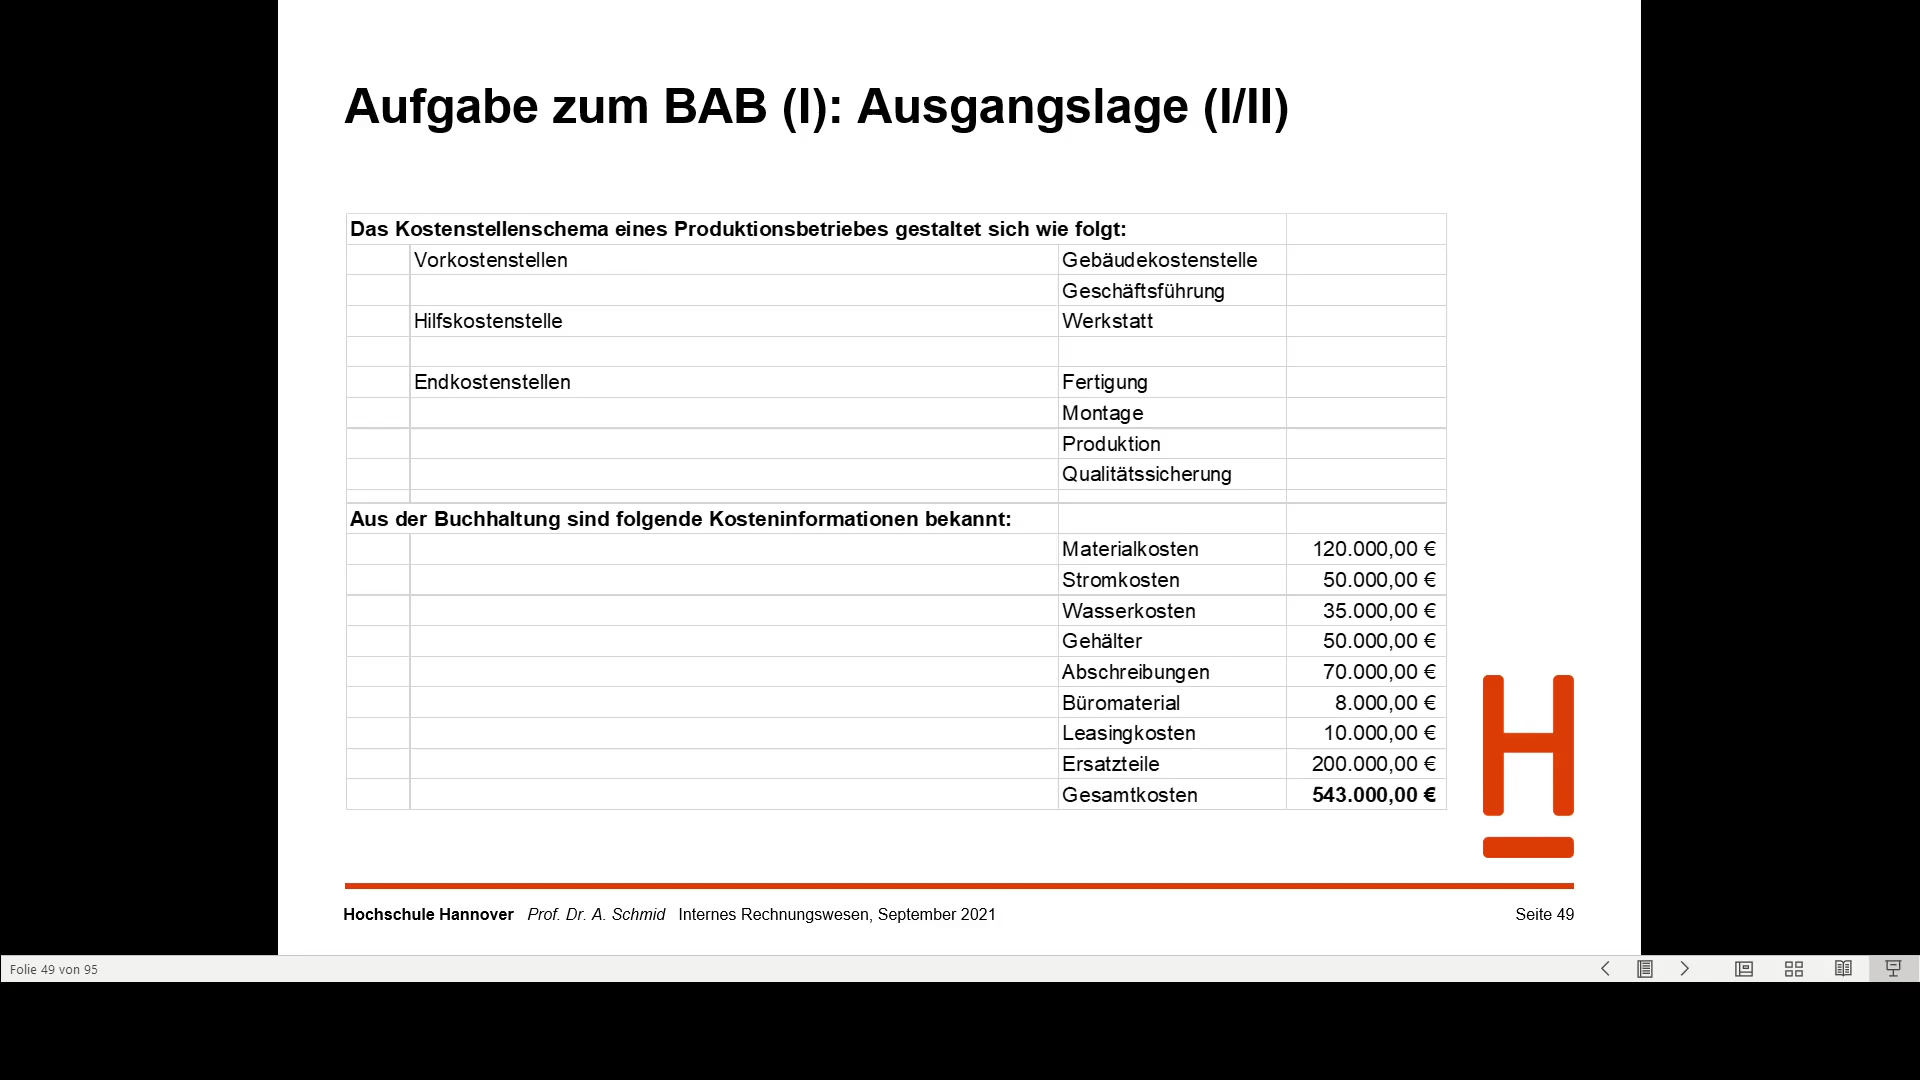 Aufgabe zum BAB (I): Ausgangslage (I/II)
Das Kostenstellenschema eines Produktionsbetriebes gestaltet sich wie folgt:
Vorkostenstellen Gebäudekostenstelle
Geschäftsführung
Hilfskostenstelle Werkstatt
Endkostenstellen Fertigung
Montage
Produktion
Qualitätssicherung
Aus der Buchhaltung sind folgende Kosteninformationen bekannt:
Materialkosten 120.000,00 €
Stromkosten 50.000,00 €
Wasserkosten 35.000,00 €
Gehälter 50.000,00 €
Abschreibungen 70.000,00 €
Büromaterial 8.000,00 €
Leasingkosten 10.000,00 €
Ersatzteile 200.000,00 €
Gesamtkosten 543.000,00 €
H
Hochschule Hannover Prof. Dr. A. Schmid Internes Rechnungswesen, September 2021 Seite 49
Folie 49 von 95